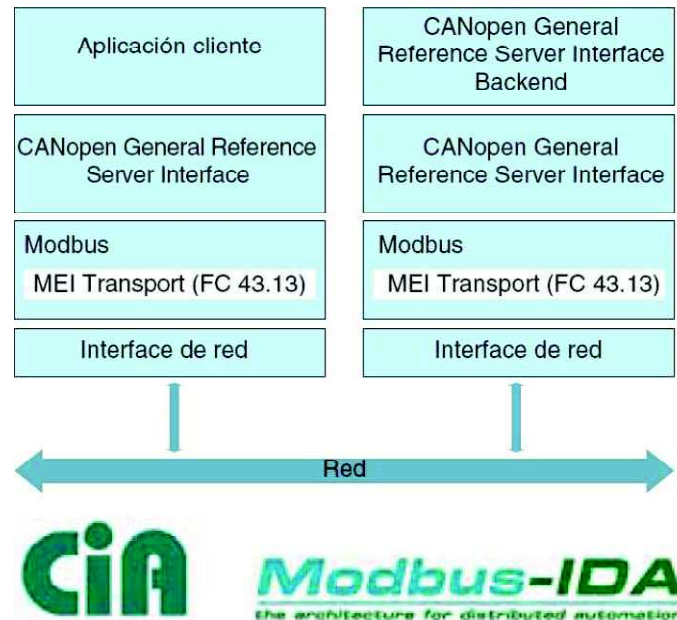 Aplicación cliente
CANopen General Reference
Server Interface
Modbus
MEI Transport (FC 43.13)
Interface de red
CANopen General
Reference Server Interface
Backend
CANopen General
Reference Server Interface
Modbus
MEI Transport (FC 43.13)
Interface de red
Red
CiA
Modbus-IDA
the architecture for distributed automation